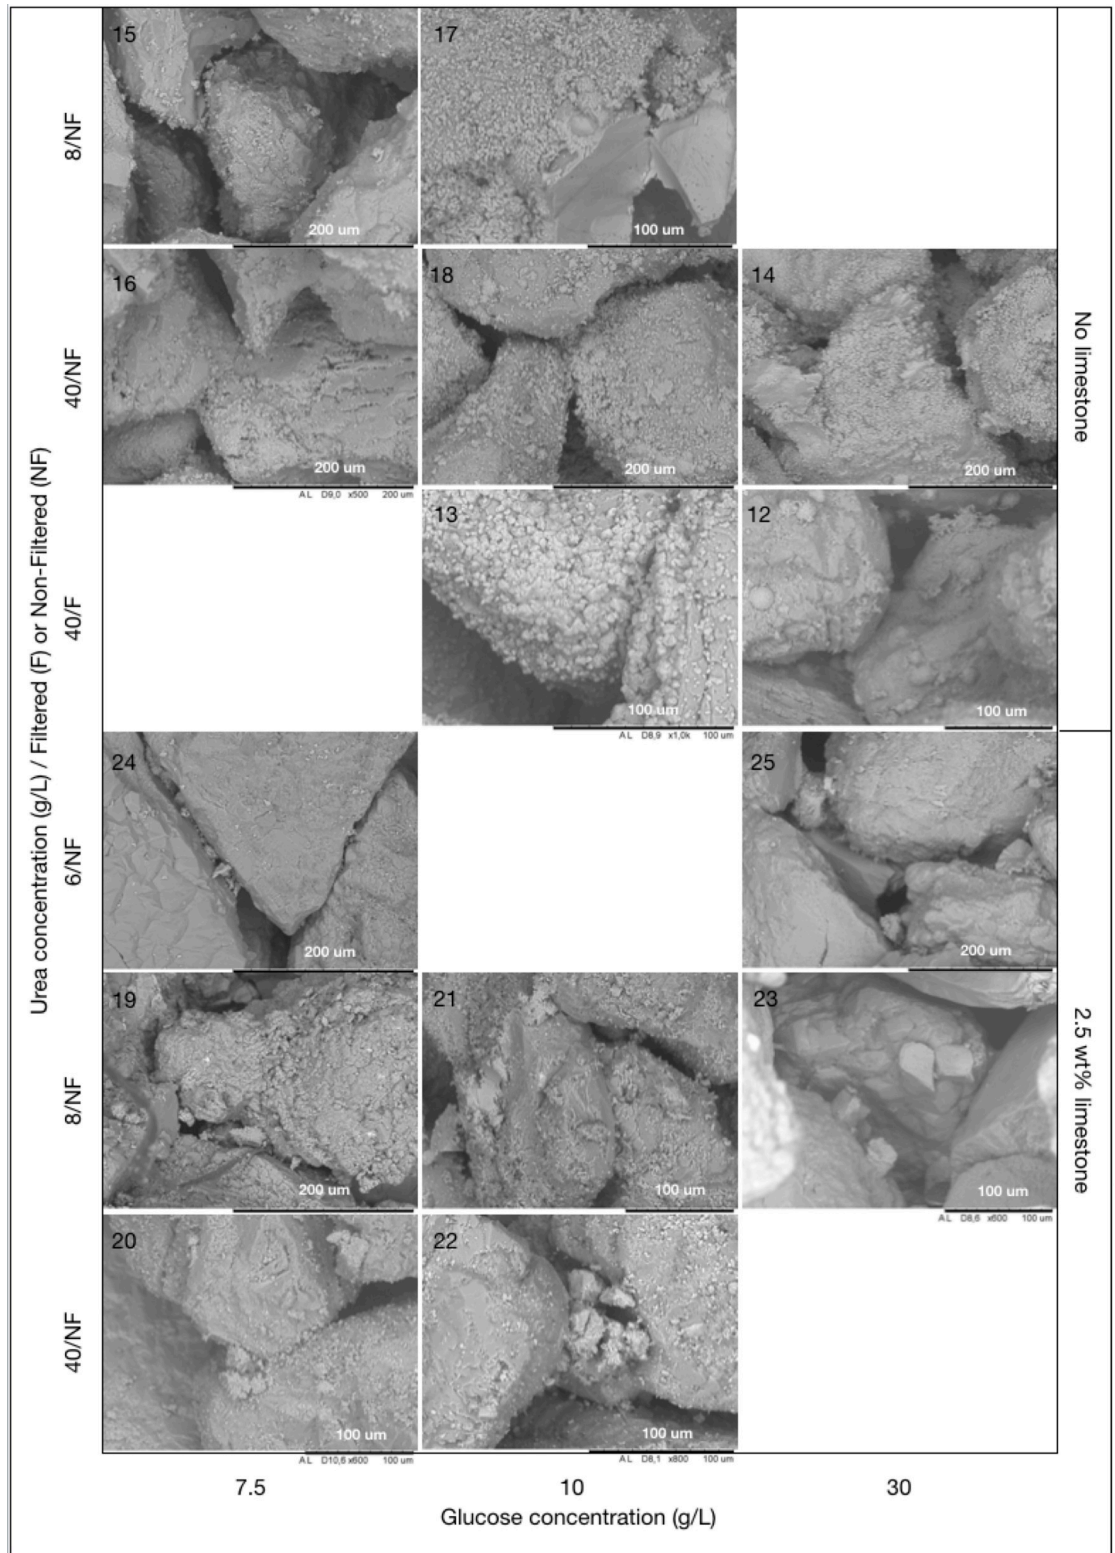 15
17
8/NF
200 um
100 um
16
18
14
40/NF
200 um
200 um
200 um
No limestone
A L D9,0 x500 200 um
13
12
40/F
100 um
100 um
A L D8,9 x1,0k 100 um
Urea concentration (g/L) / Filtered (F) or Non-Filtered (NF)
24
25
6/NF
200 um
200 um
19
21
23
8/NF
200 um
100 um
100 um
2.5 wt% limestone
A L D8,6 x600 100 um
20
22
40/NF
100 um
100 um
A L D10,6 x600 100 um
A L D8,1 x800 100 um
7.5
10
30
Glucose concentration (g/L)